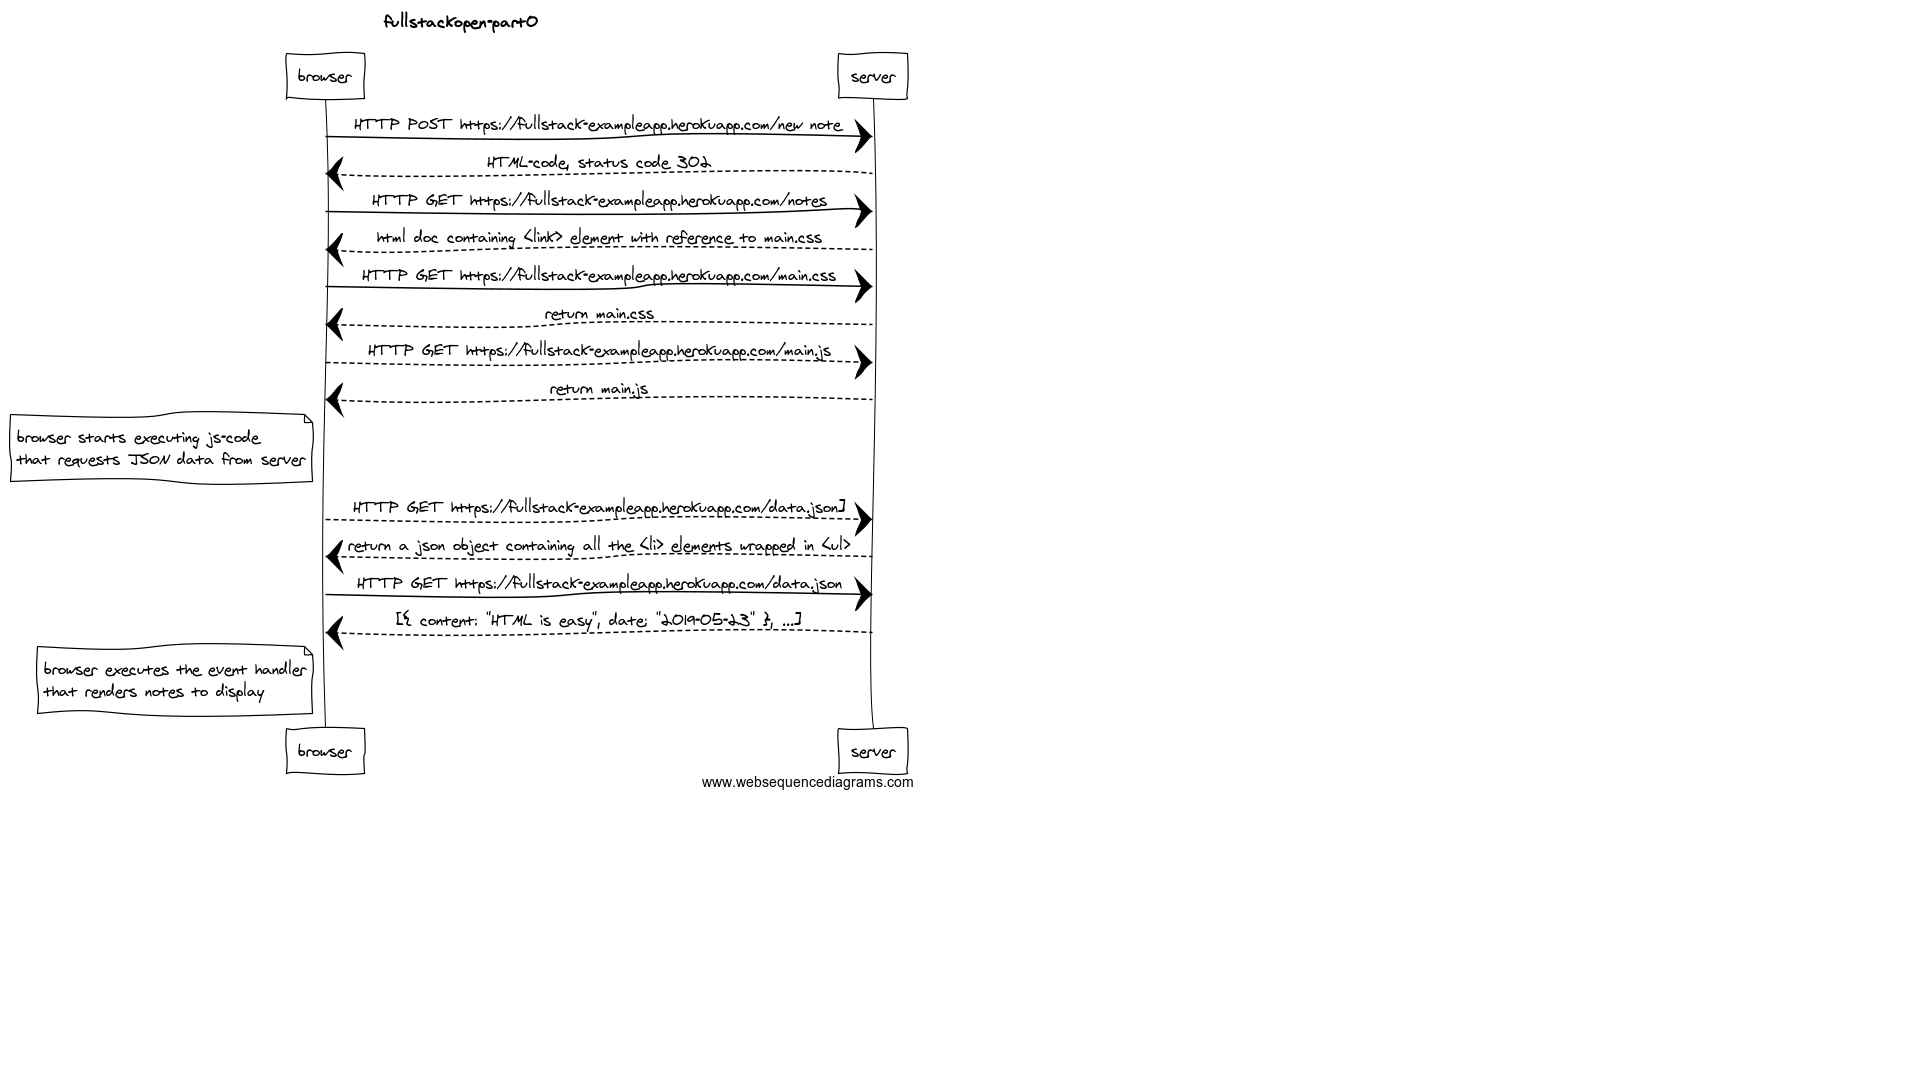 fullstackopen-part0
browser
server
HTTP POST https://fullstack-exampleapp.herokuapp.com/new note
HTML-code, status code 302
HTTP GET https://fullstack-exampleapp.herokuapp.com/notes
html doc containing <link> element with reference to main.css
HTTP GET https://fullstack-exampleapp.herokuapp.com/main.css
return main.css
HTTP GET https://fullstack-exampleapp.herokuapp.com/main.js
return main.js
browser starts executing js-code
that requests JSON data from server
HTTP GET https://fullstack-exampleapp.herokuapp.com/data.json]
return a json object containing all the <li> elements wrapped in <ul>
HTTP GET https://fullstack-exampleapp.herokuapp.com/data.json
[{ content: "HTML is easy", date: "2019-05-23" }, ...]
browser executes the event handler
that renders notes to display
browser
server
www.websequencediagrams.com